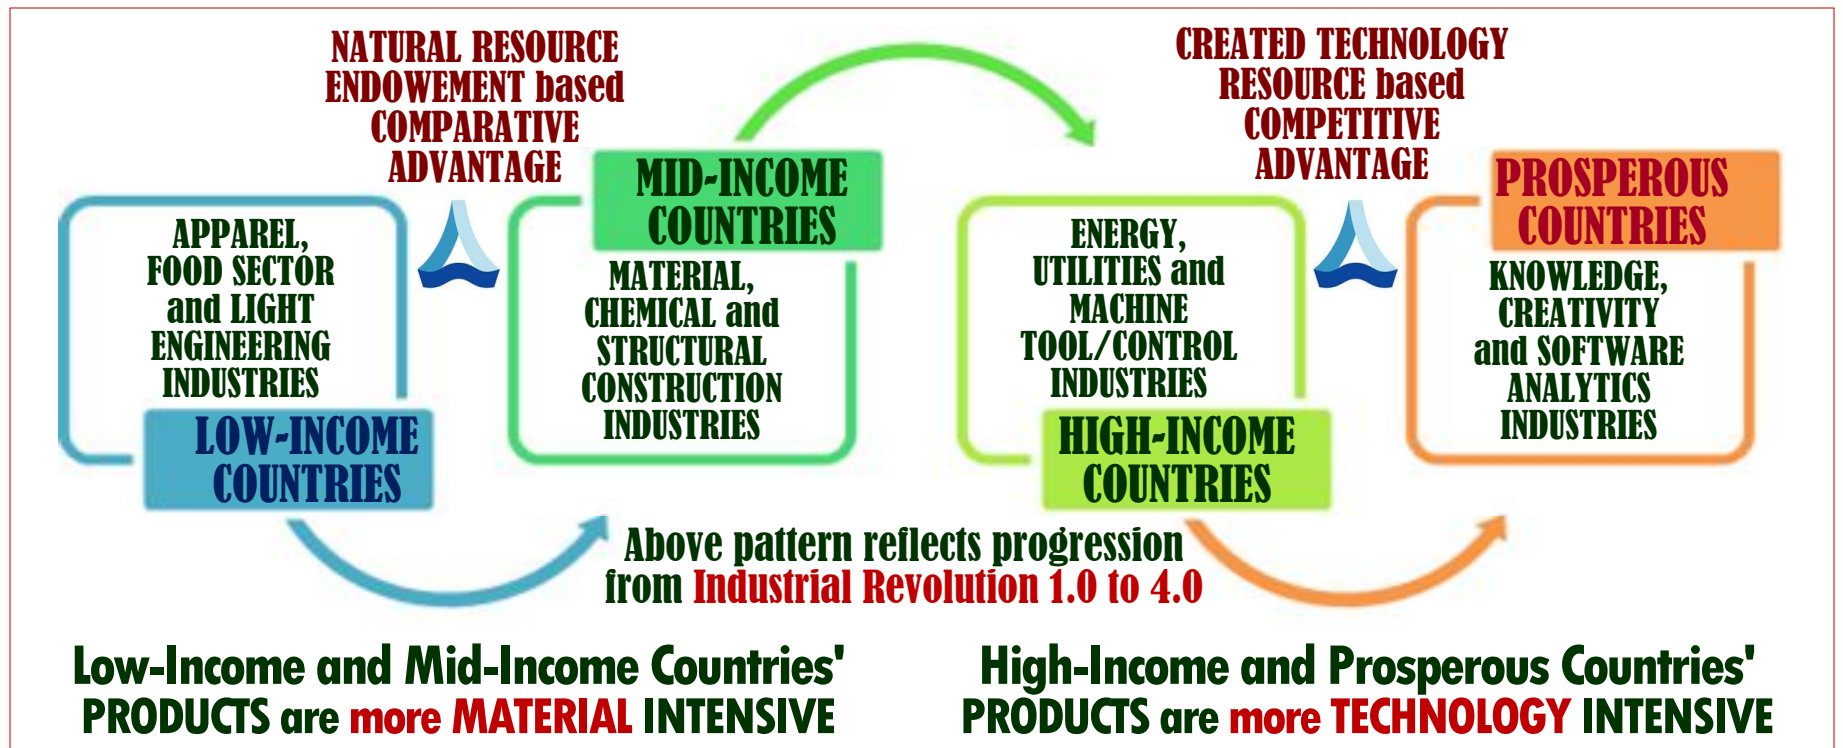 NATURAL RESOURCE
ENDOWEMENT based
COMPARATIVE
ADVANTAGE
CREATED TECHNOLOGY
RESOURCE based
COMPETITIVE
ADVANTAGE
APPAREL,
FOOD SECTOR
and LIGHT
ENGINEERING
INDUSTRIES
LOW-INCOME
COUNTRIES
MID-INCOME
COUNTRIES
MATERIAL,
CHEMICAL and
STRUCTURAL
CONSTRUCTION
INDUSTRIES
ENERGY,
UTILITIES and
MACHINE
TOOL/CONTROL
INDUSTRIES
HIGH-INCOME
COUNTRIES
PROSPEROUS
COUNTRIES
KNOWLEDGE,
CREATIVITY
and SOFTWARE
ANALYTICS
INDUSTRIES
Above pattern reflects progression
from Industrial Revolution 1.0 to 4.0
Low-Income and Mid-Income Countries'
PRODUCTS are more MATERIAL INTENSIVE
High-Income and Prosperous Countries'
PRODUCTS are more TECHNOLOGY INTENSIVE